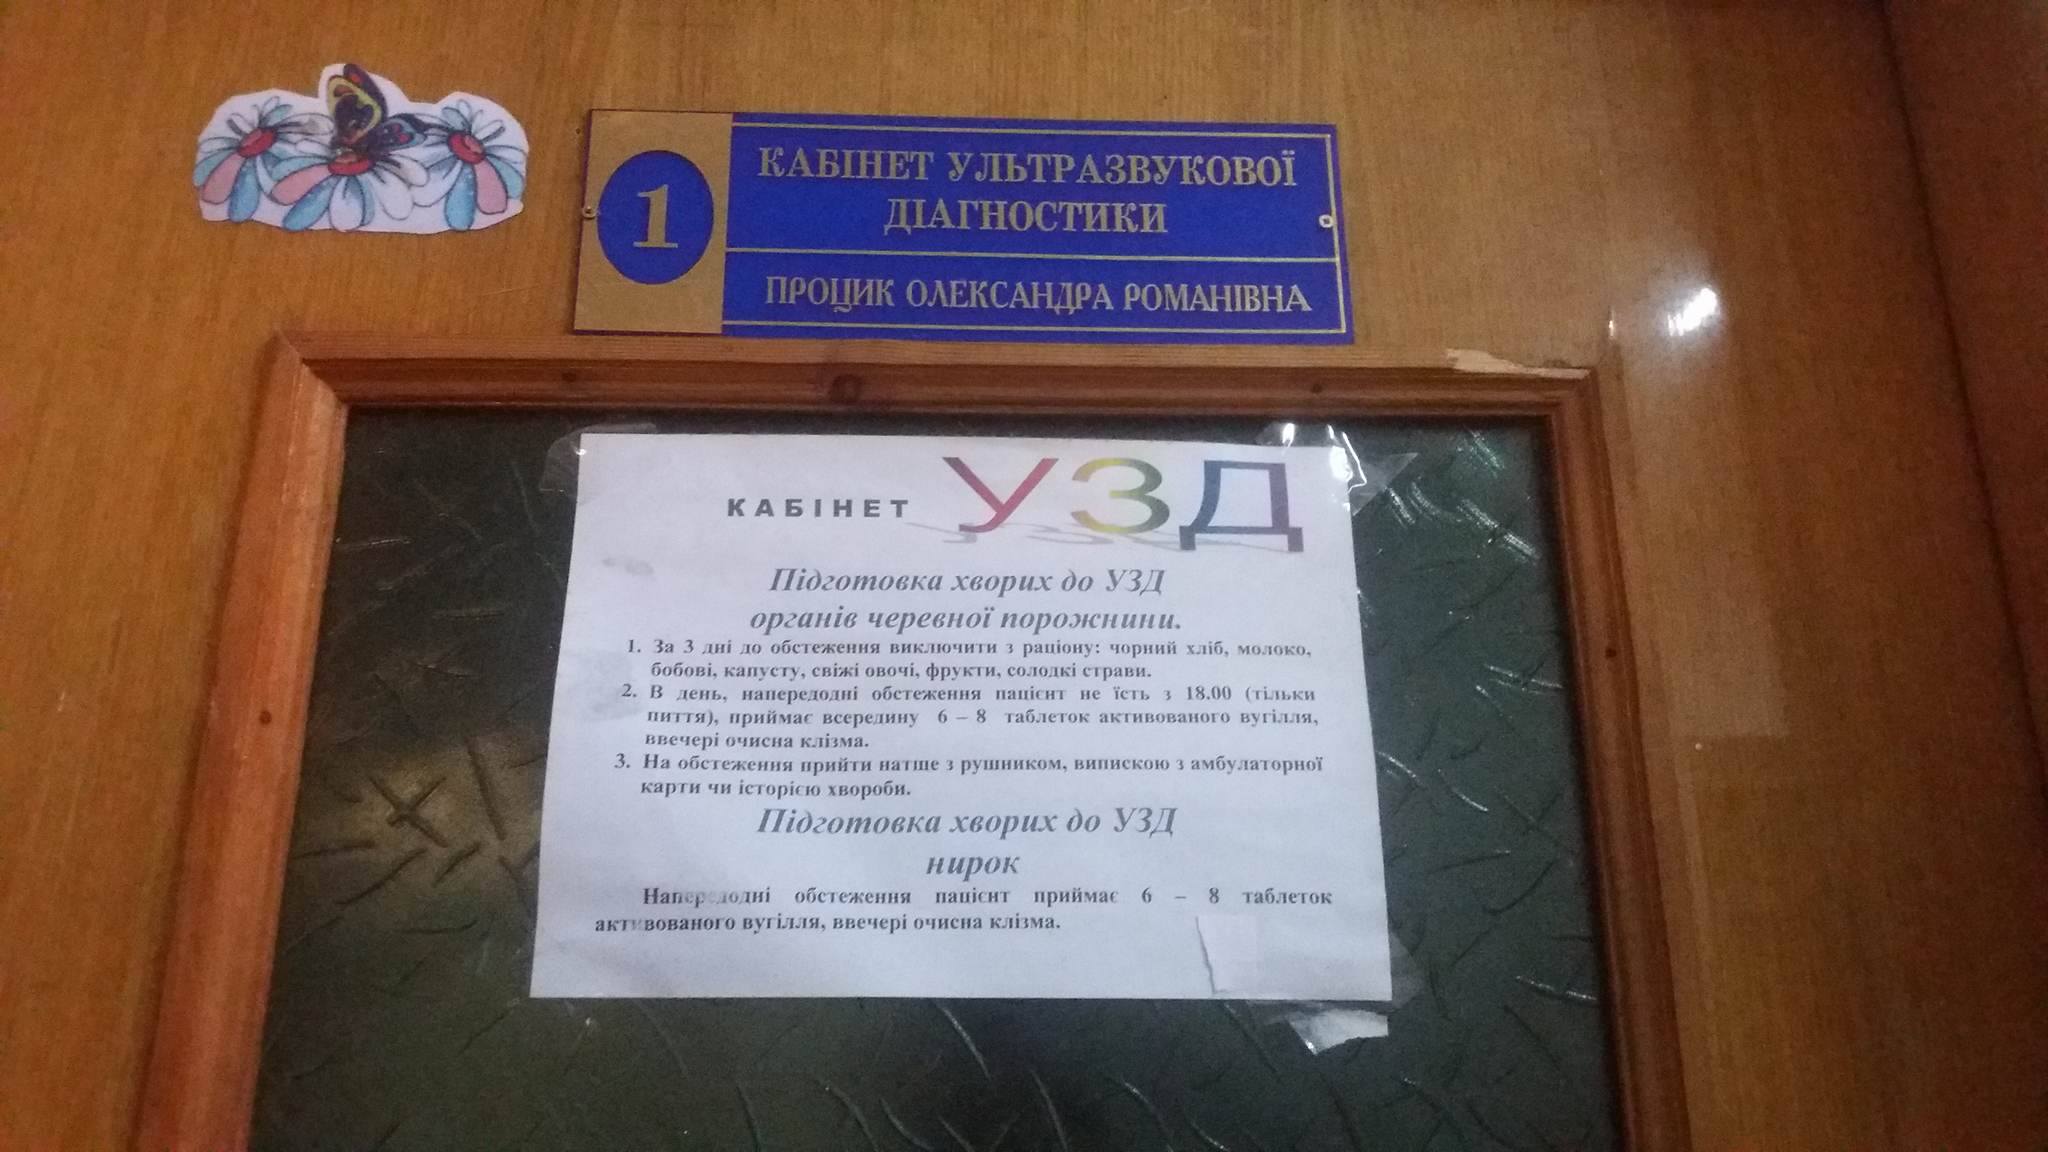 1
КАБІНЕТ УЛЬТРАЗВУКОВОЇ
ДІАГНОСТИКИ
ПРОЦИК ОЛЕКСАНДРА РОМАНІВНА
КАБІНЕТ УЗД
Підготовка хворих до УЗД
органів черевної порожнини.
1. За 3 дні до обстеження виключити з раціону: чорний хліб, молоко,
бобові, капусту, свіжі овочі, фрукти, солодкі страви.
2. В день, напередодні обстеження пацієнт не їсть з 18.00 (тільки
пиття), приймає всередину 6 – 8 таблеток активованого вугілля,
ввечері очисна клізма.
3. На обстеження прийти натще з рушником, випискою з амбулаторної
карти чи історією хвороби.
Підготовка хворих до УЗД
нирок
Напередодні обстеження пацієнт приймає 6 – 8 таблеток
активованого вугілля, ввечері очисна клізма.